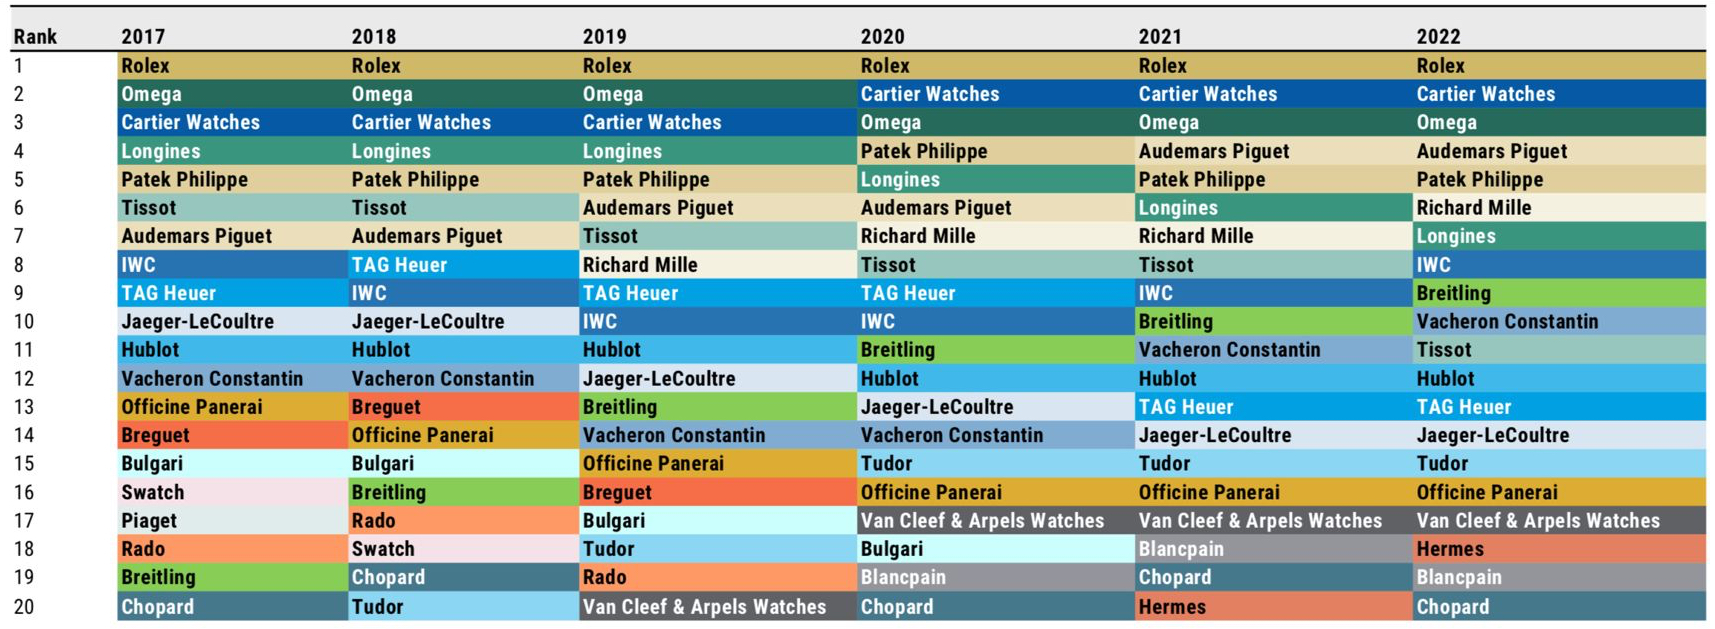 Rank 2017 2018 2019 2020 2021 2022
1 Rolex Rolex Rolex Rolex Rolex Rolex
2 Omega Omega Omega Cartier Watches Cartier Watches Cartier Watches
3 Cartier Watches Cartier Watches Cartier Watches Omega Omega Omega
4 Longines Longines Longines Patek Philippe Audemars Piguet Audemars Piguet
5 Patek Philippe Patek Philippe Patek Philippe Longines Patek Philippe Patek Philippe
6 Tissot Tissot Audemars Piguet Audemars Piguet Longines Richard Mille
7 Audemars Piguet Audemars Piguet Tissot Richard Mille Richard Mille Longines
8 IWC TAG Heuer Richard Mille Tissot Tissot IWC
9 TAG Heuer IWC TAG Heuer TAG Heuer IWC Breitling
10 Jaeger-LeCoultre Jaeger-LeCoultre IWC IWC Breitling Vacheron Constantin
11 Hublot Hublot Hublot Breitling Vacheron Constantin Tissot
12 Vacheron Constantin Vacheron Constantin Jaeger-LeCoultre Hublot Hublot Hublot
13 Officine Panerai Breguet Breitling Jaeger-LeCoultre TAG Heuer TAG Heuer
14 Breguet Officine Panerai Vacheron Constantin Vacheron Constantin Jaeger-LeCoultre Jaeger-LeCoultre
15 Bulgari Bulgari Officine Panerai Tudor Tudor Tudor
16 Swatch Breitling Breguet Officine Panerai Officine Panerai Officine Panerai
17 Piaget Rado Bulgari Van Cleef & Arpels Watches Van Cleef & Arpels Watches Van Cleef & Arpels Watches
18 Rado Swatch Tudor Bulgari Blancpain Hermes
19 Breitling Chopard Rado Blancpain Chopard Blancpain
20 Chopard Tudor Van Cleef & Arpels Watches Chopard Hermes Chopard